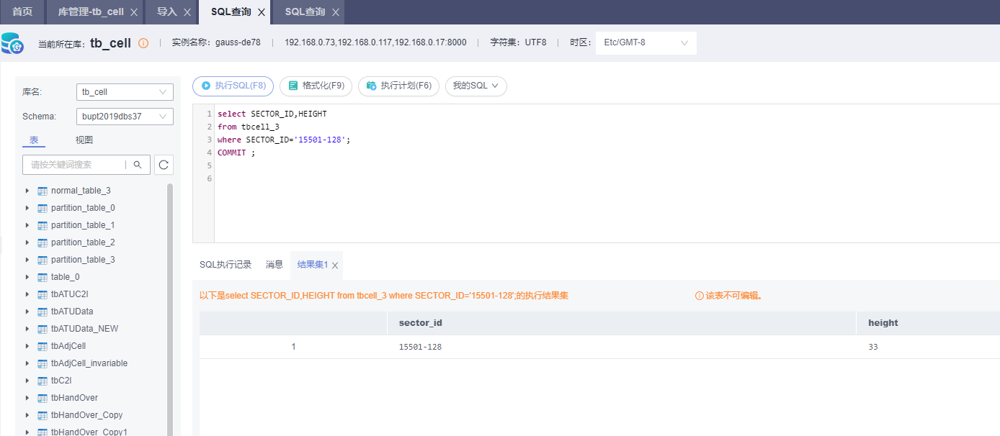 首页 库管理-tb_cell 导入 SQL查询 SQL查询
当前所在库: tb_cell 实例名称: gauss-de78 192.168.0.73,192.168.0.117,192.168.0.17:8000 字符集: UTF8 时区: Etc/GMT-8
库名: tb_cell
Schema: bupt2019dbs37
表 视图
请按关键词搜索
normal_table_3
partition_table_0
partition_table_1
partition_table_2
partition_table_3
table_0
tbATUC2I
tbATUData
tbATUData_NEW
tbAdjCell
tbAdjCell_invariable
tbC2I
tbHandOver
tbHandOver_Copy
tbHandOver_Copy1
执行SQL(F8) 格式化(F9) 执行计划(F6) 我的SQL
1 select SECTOR_ID,HEIGHT
2 from tbcell_3
3 where SECTOR_ID='15501-128';
4 COMMIT ;
5
6
SQL执行记录 消息 结果集1
以下是select SECTOR_ID,HEIGHT from tbcell_3 where SECTOR_ID='15501-128';的执行结果集 该表不可编辑。
sector_id height
1 15501-128 33